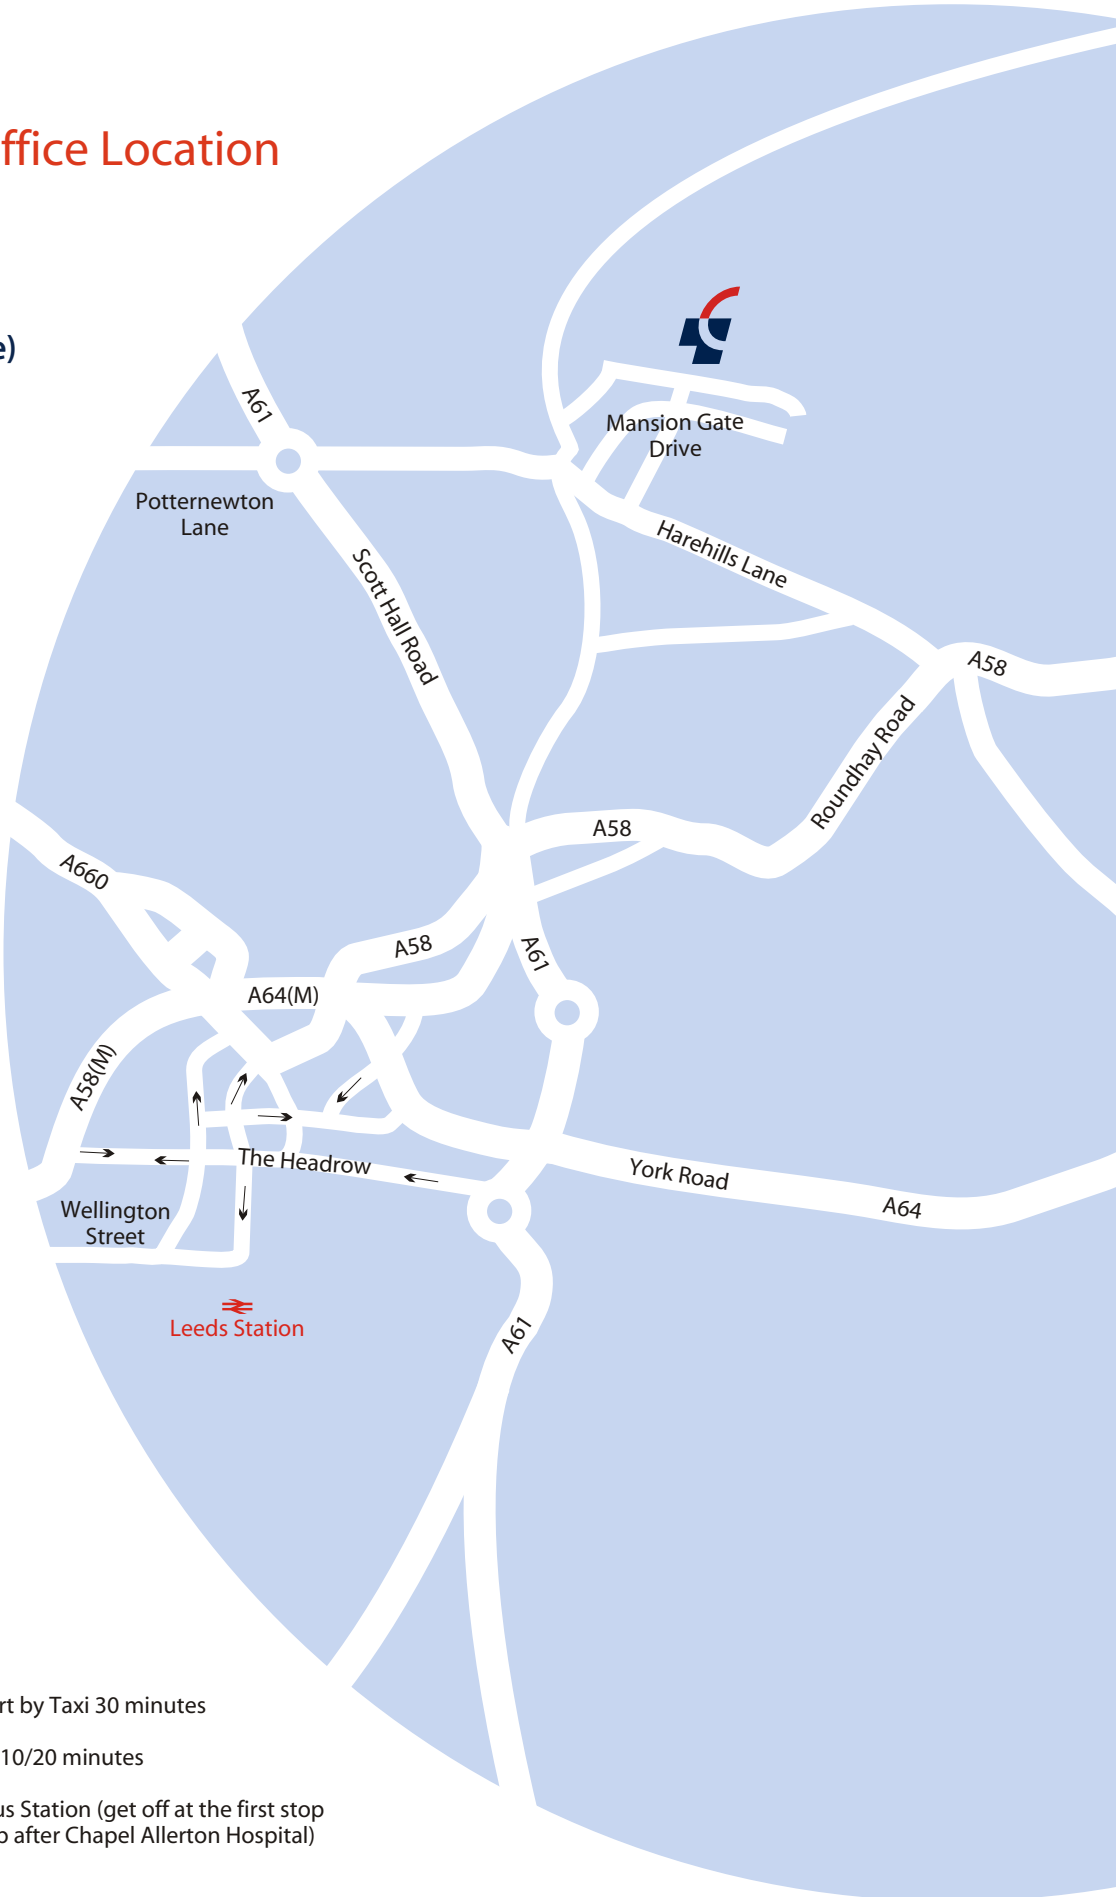 ffice Location
e)
A61
Mansion Gate
Drive
Potternewton
Lane
Harehills Lane
Scott Hall Road
A58
Roundhay Road
A58
A660
A58
A61
A64(M)
A58(M)
The Headrow
York Road
A64
Wellington
Street
Leeds Station
A61
rt by Taxi 30 minutes
10/20 minutes
us Station (get off at the first stop
p after Chapel Allerton Hospital)